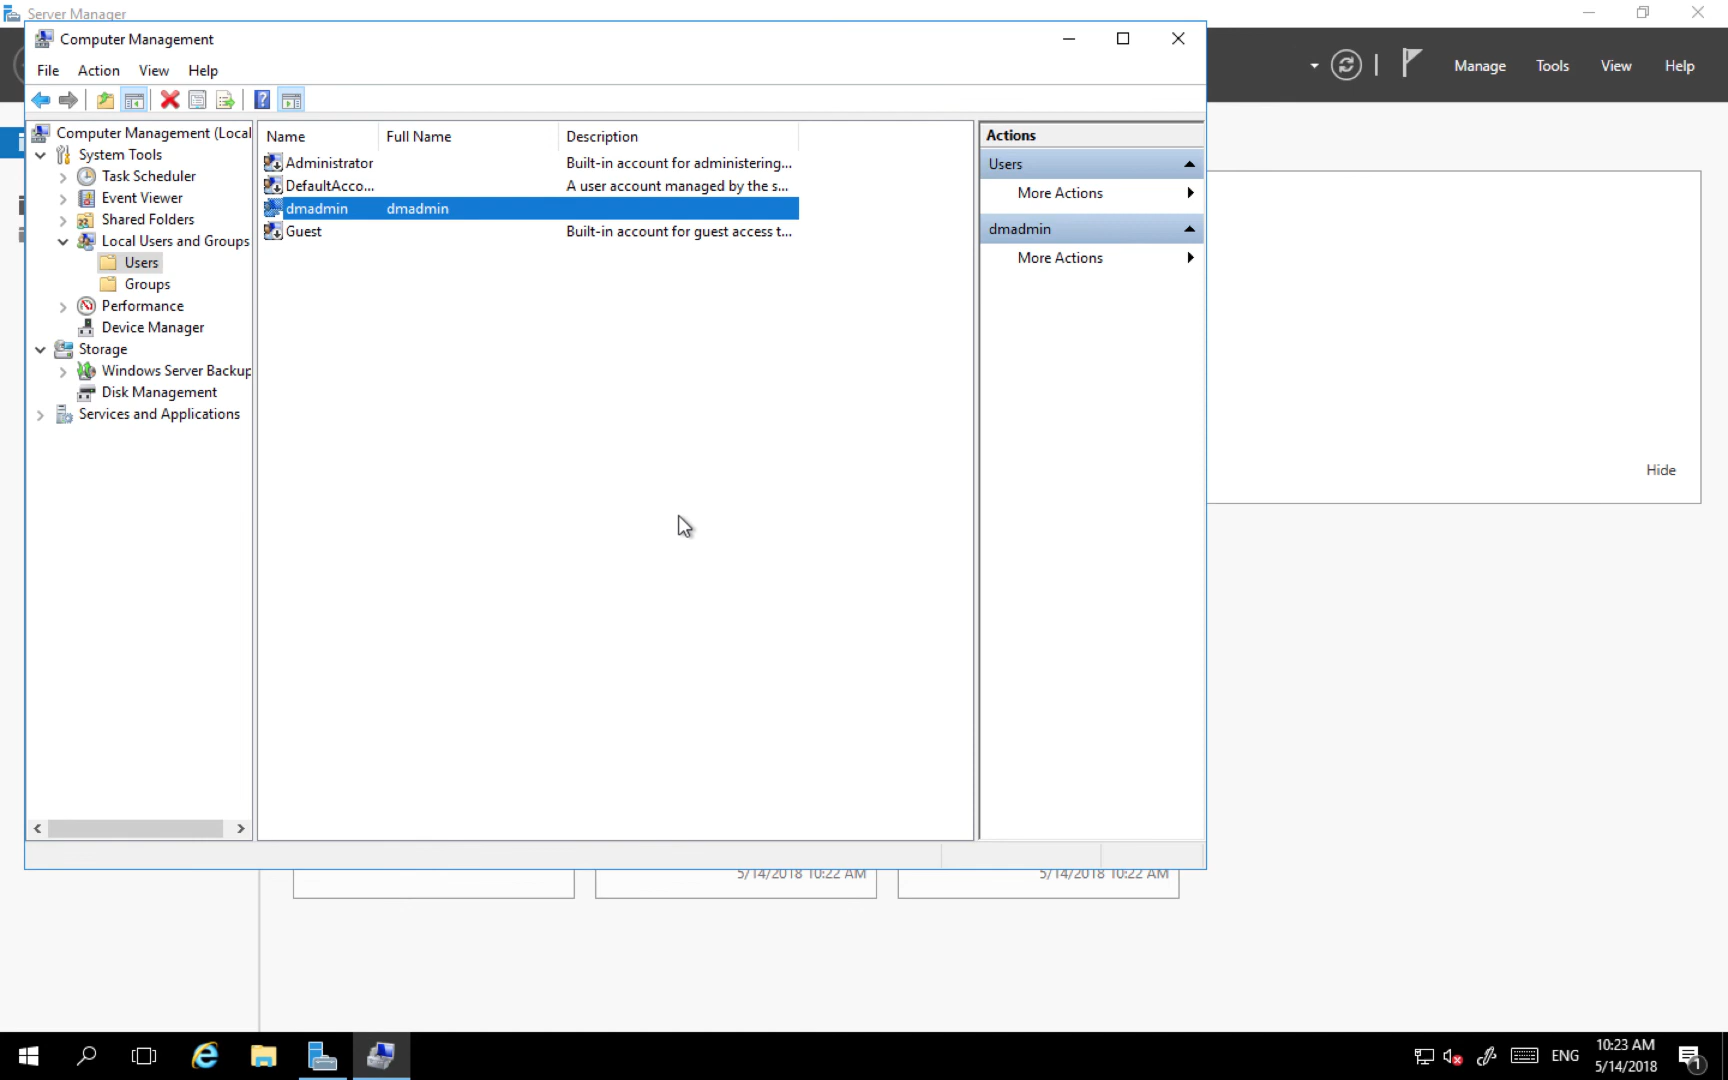 Server Manager
Computer Management
File Action View Help
Manage Tools View Help
Computer Management (Local
System Tools
Task Scheduler
Event Viewer
Shared Folders
Local Users and Groups
Users
Groups
Performance
Device Manager
Storage
Windows Server Backup
Disk Management
Services and Applications
Name Full Name Description
Administrator Built-in account for administering...
DefaultAcco... A user account managed by the s...
dmadmin dmadmin
Guest Built-in account for guest access t...
Actions
Users
More Actions
dmadmin
More Actions
Hide
5/14/2018 10:22 AM
5/14/2018 10:22 AM
ENG
10:23 AM
5/14/2018
1